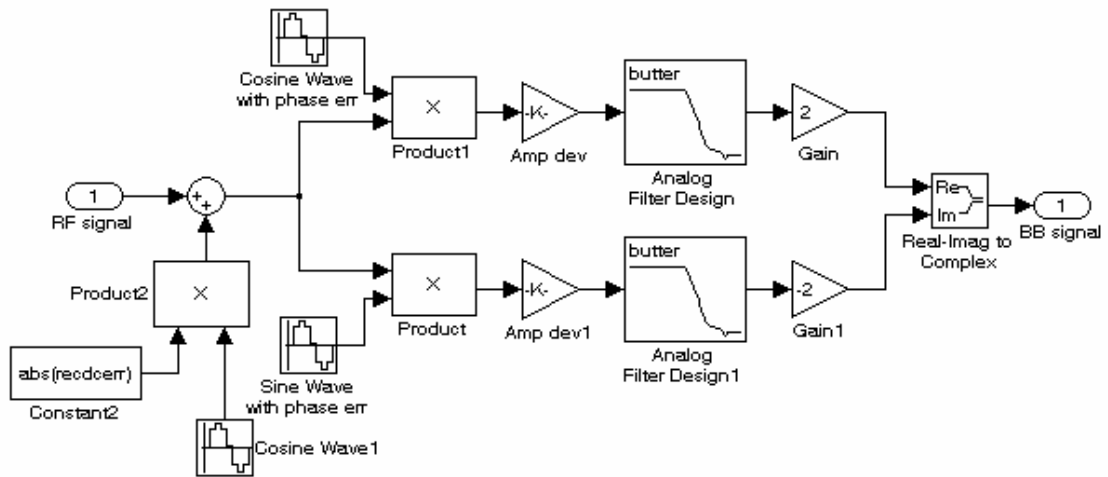 Cosine Wave
with phase err
×
Product1
-K-
Amp dev
butter
Analog
Filter Design
2
Gain
1
RF signal
+
+
Re
Im
=
Real-Imag to
Complex
1
BB signal
×
Product2
×
Product
-K-
Amp dev1
butter
Analog
Filter Design1
-2
Gain1
abs(recdcerr)
Constant2
Sine Wave
with phase err
Cosine Wave1